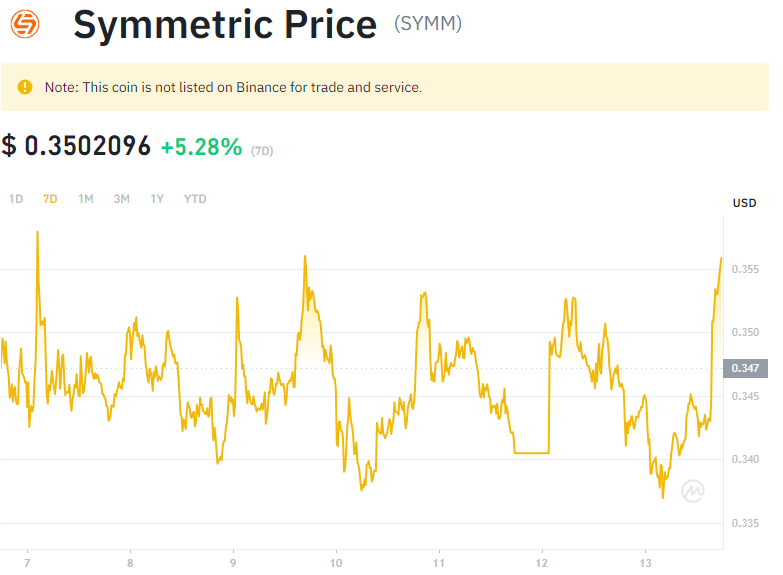 Symmetric Price (SYMM)
Note: This coin is not listed on Binance for trade and service.
$ 0.3502096 +5.28% (7D)
1D 7D 1M 3M 1Y YTD
USD
0.355
0.350
0.347
0.345
0.340
0.335
7 8 9 10 11 12 13